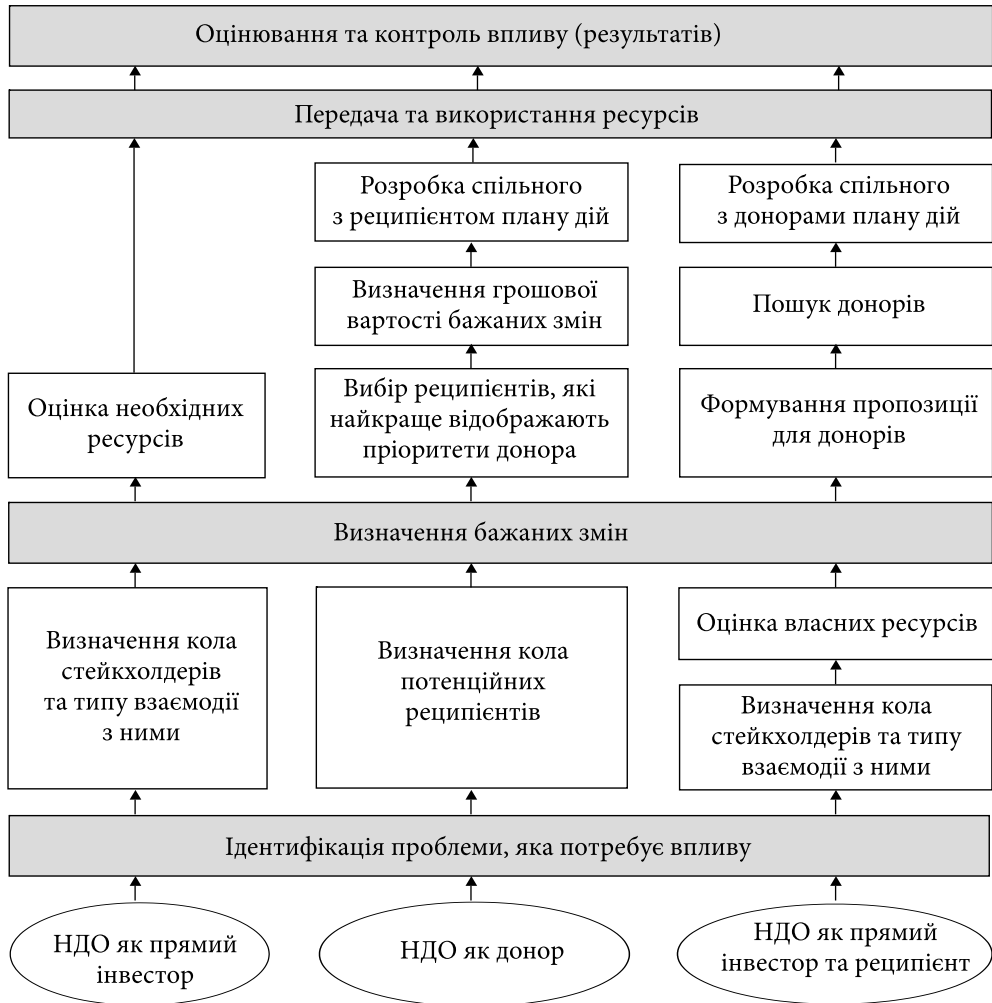 Оцінювання та контроль впливу (результатів)
Передача та використання ресурсів
Розробка спільного
з реципієнтом плану дій
Розробка спільного
з донорами плану дій
Визначення грошової
вартості бажаних змін
Пошук донорів
Оцінка необхідних
ресурсів
Вибір реципієнтів, які
найкраще відображають
пріоритети донора
Формування пропозиції
для донорів
Визначення бажаних змін
Визначення кола
стейкхолдерів
та типу взаємодії
з ними
Визначення кола
потенційних
реципієнтів
Оцінка власних ресурсів
Визначення кола
стейкхолдерів та типу
взаємодії з ними
Ідентифікація проблеми, яка потребує впливу
НДО як прямий
інвестор
НДО як донор
НДО як прямий
інвестор та реципієнт